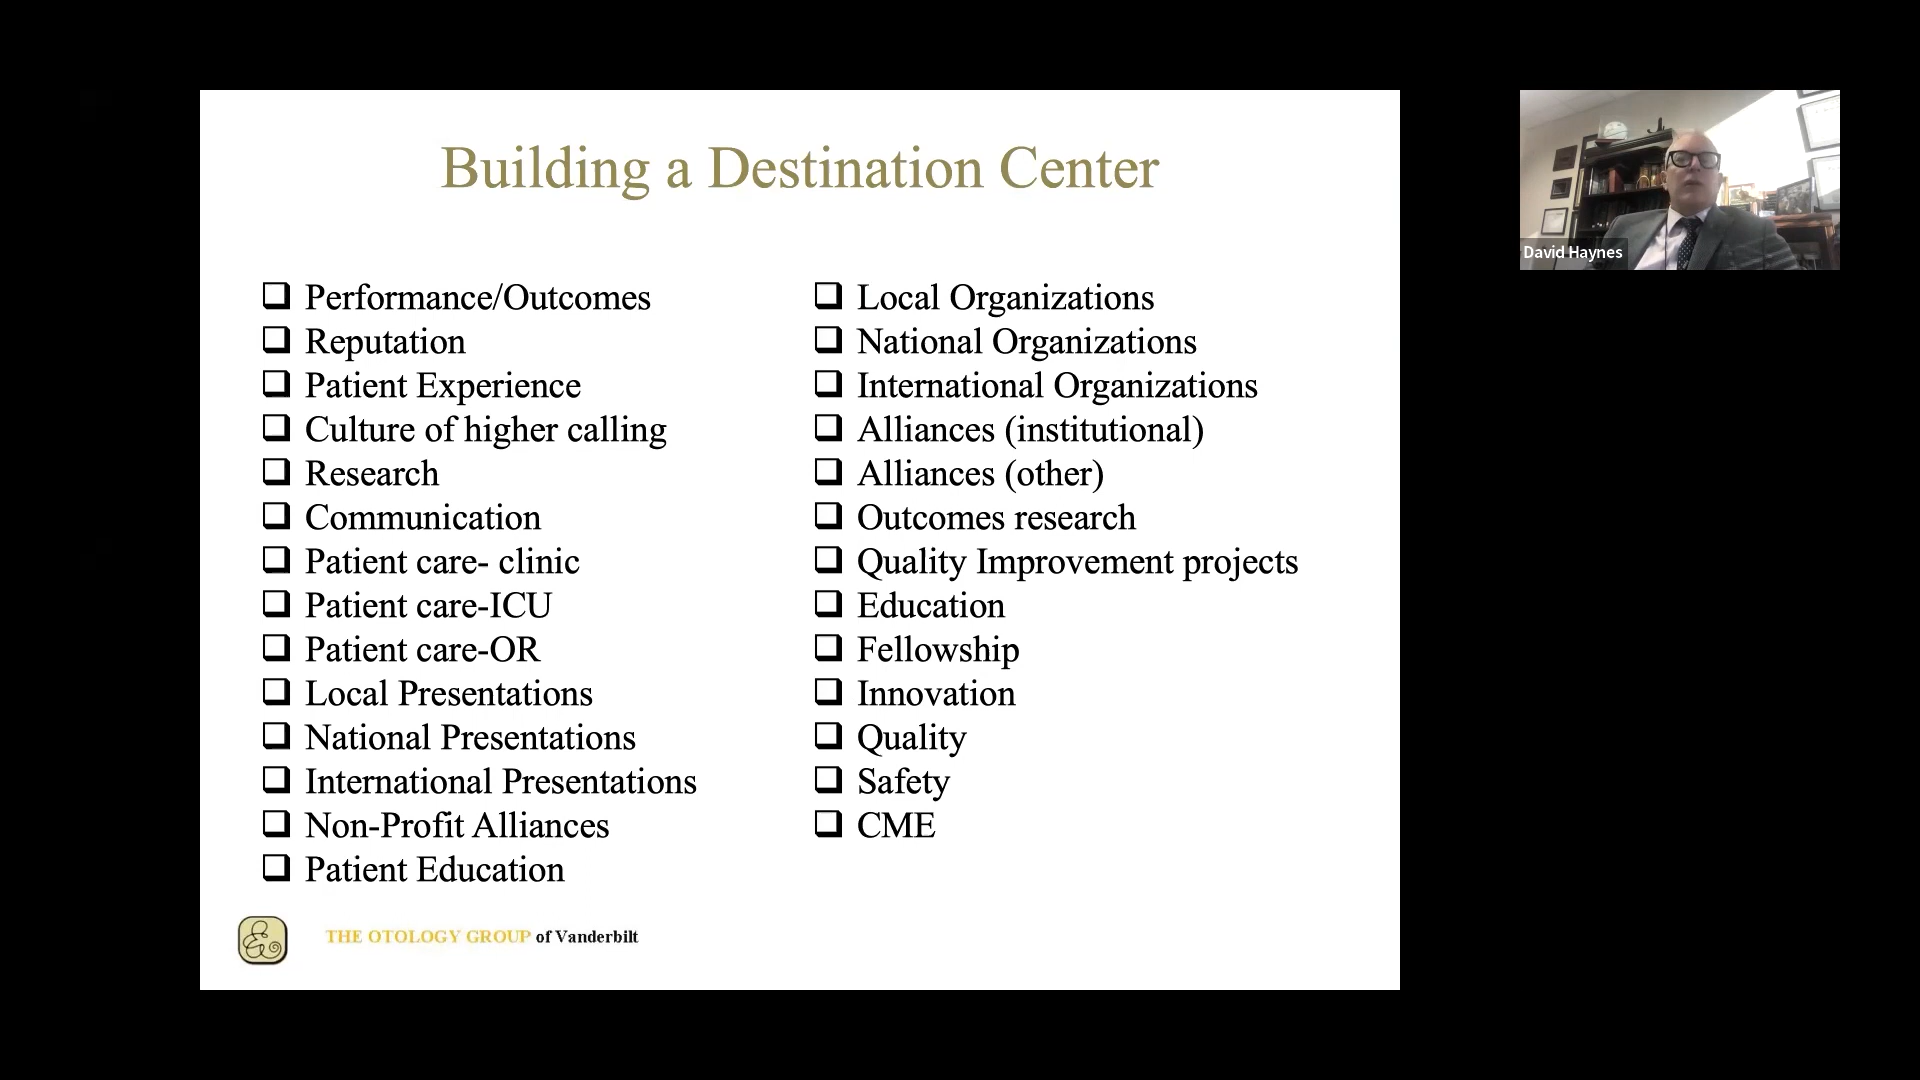 Building a Destination Center
Performance/Outcomes
Reputation
Patient Experience
Culture of higher calling
Research
Communication
Patient care- clinic
Patient care-ICU
Patient care-OR
Local Presentations
National Presentations
International Presentations
Non-Profit Alliances
Patient Education
Local Organizations
National Organizations
International Organizations
Alliances (institutional)
Alliances (other)
Outcomes research
Quality Improvement projects
Education
Fellowship
Innovation
Quality
Safety
CME
THE OTOLOGY GROUP of Vanderbilt
David Haynes